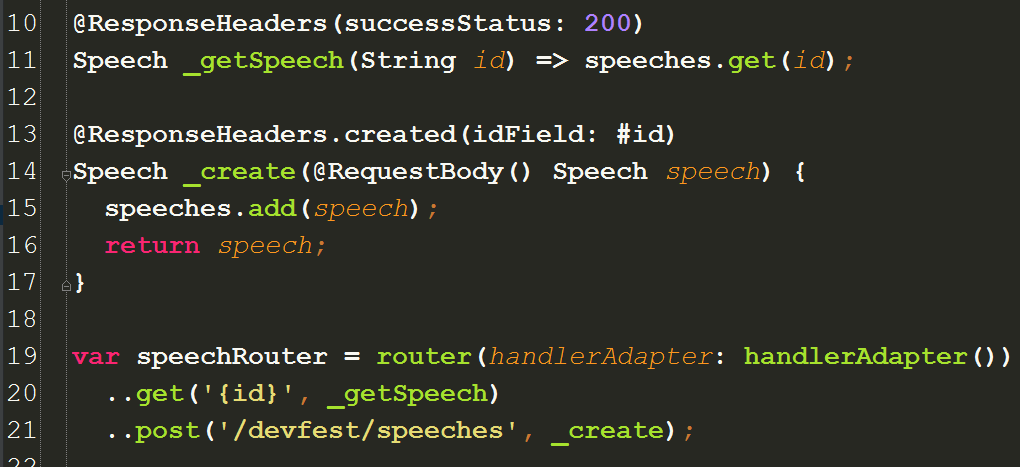 10 @ResponseHeaders(successStatus: 200)
11 Speech _getSpeech(String id) => speeches.get(id);
12
13 @ResponseHeaders.created(idField: #id)
14 Speech _create(@RequestBody() Speech speech) {
15   speeches.add(speech);
16   return speech;
17 }
18
19 var speechRouter = router(handlerAdapter: handlerAdapter())
20   ..get('{id}', _getSpeech)
21   ..post('/devfest/speeches', _create);
22